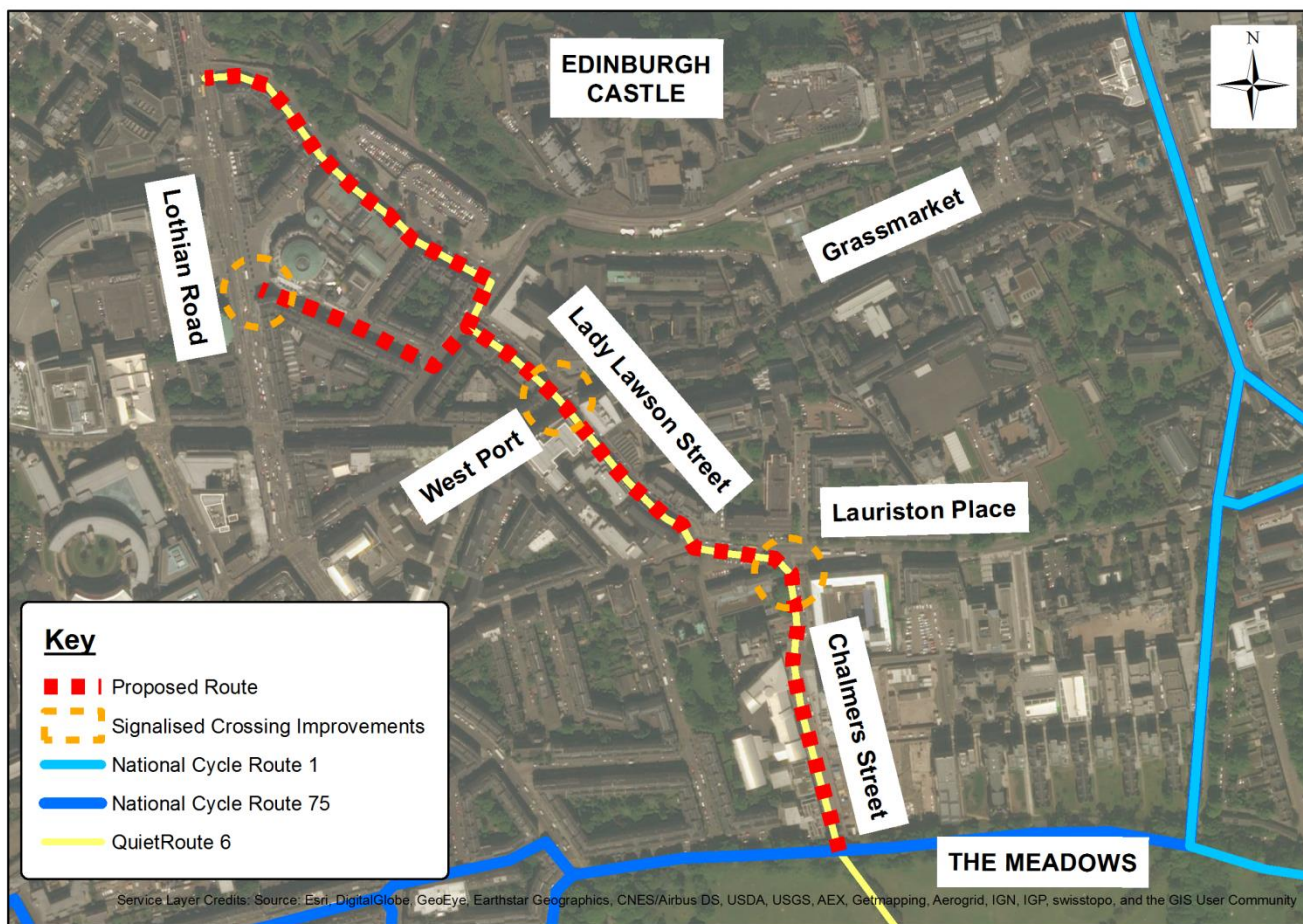 EDINBURGH
CASTLE
N
Lothian Road
Grassmarket
Lady Lawson Street
West Port
Lauriston Place
Chalmers Street
THE MEADOWS
Key
Proposed Route
Signalised Crossing Improvements
National Cycle Route 1
National Cycle Route 75
QuietRoute 6
Service Layer Credits: Source: Esri, DigitalGlobe, GeoEye, Earthstar Geographics, CNES/Airbus DS, USDA, USGS, AEX, Getmapping, Aerogrid, IGN, IGP, swisstopo, and the GIS User Community